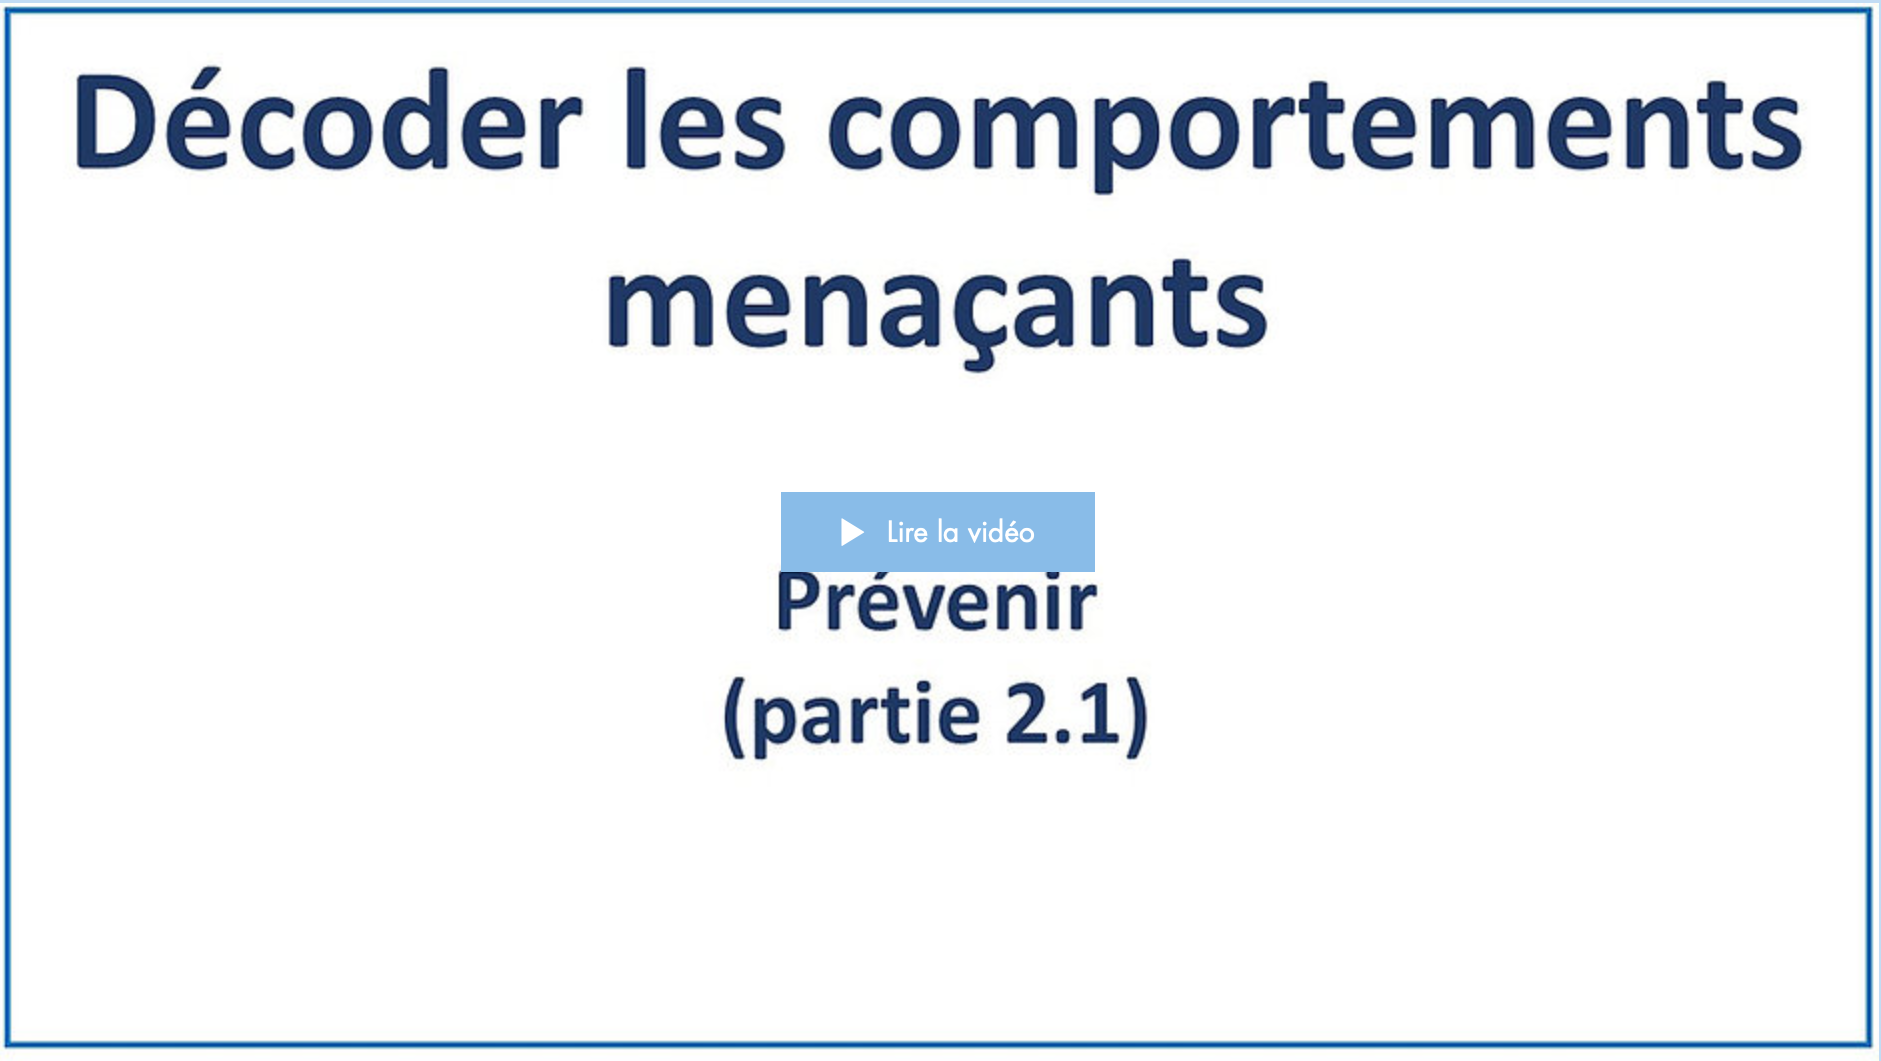 Décoder les comportements
menaçants
Lire la vidéo
Prévenir
(partie 2.1)